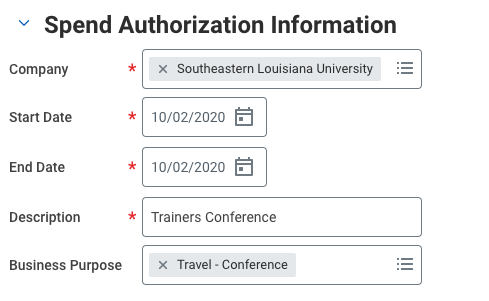 Spend Authorization Information
Company * × Southeastern Louisiana University
Start Date * 10/02/2020
End Date * 10/02/2020
Description * Trainers Conference
Business Purpose × Travel - Conference